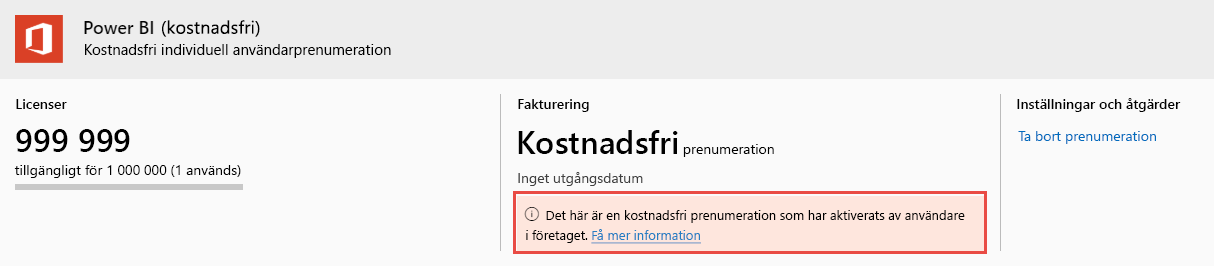 Power BI (kostnadsfri)
Kostnadsfri individuell användarprenumeration
Licenser
999 999
tillgängligt för 1 000 000 (1 används)
Fakturering
Kostnadsfri prenumeration
Inget utgångsdatum
Det här är en kostnadsfri prenumeration som har aktiverats av användare
i företaget. Få mer information
Inställningar och åtgärder
Ta bort prenumeration